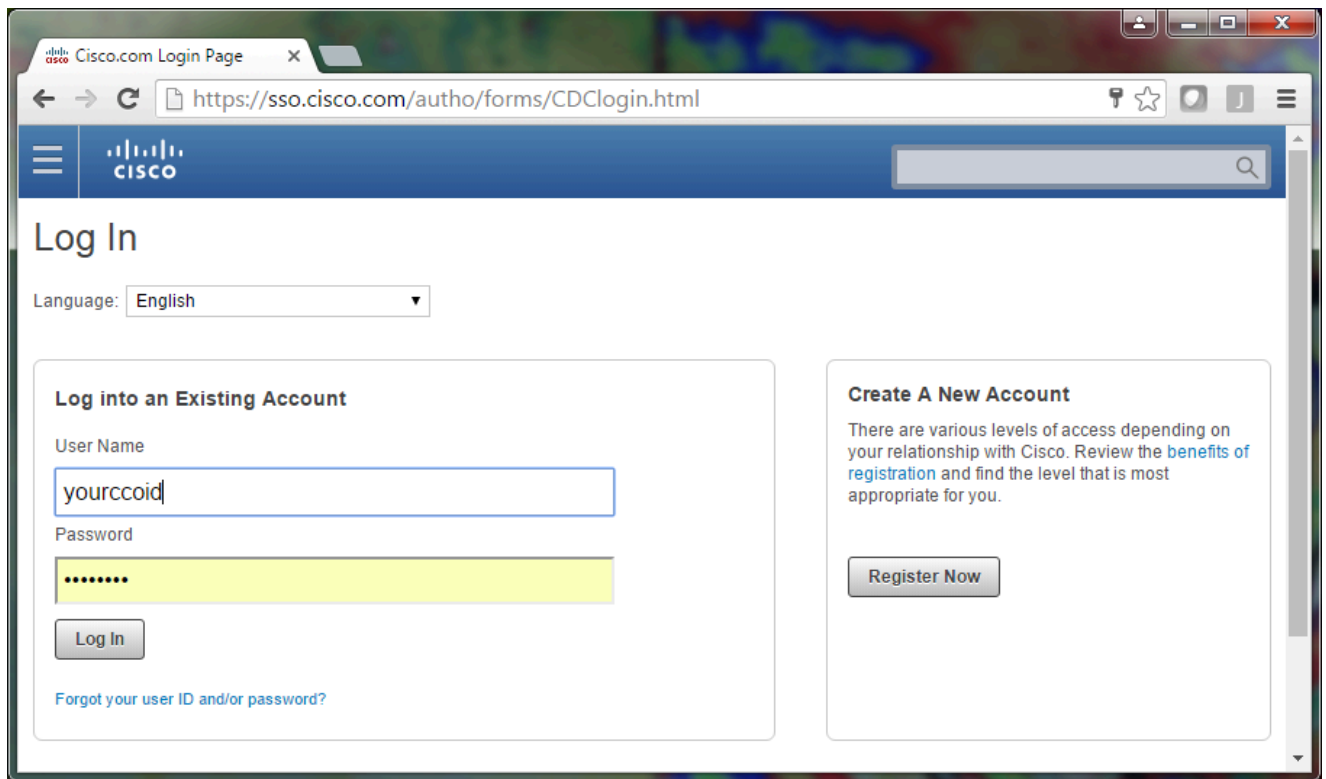 Cisco.com Login Page
https://sso.cisco.com/autho/forms/CDClogin.html
J
CISCO
Log In
Language: English
Log into an Existing Account
User Name
yourccoid
Password
••••••••
Log In
Forgot your user ID and/or password?
Create A New Account
There are various levels of access depending on
your relationship with Cisco. Review the benefits of
registration and find the level that is most
appropriate for you.
Register Now